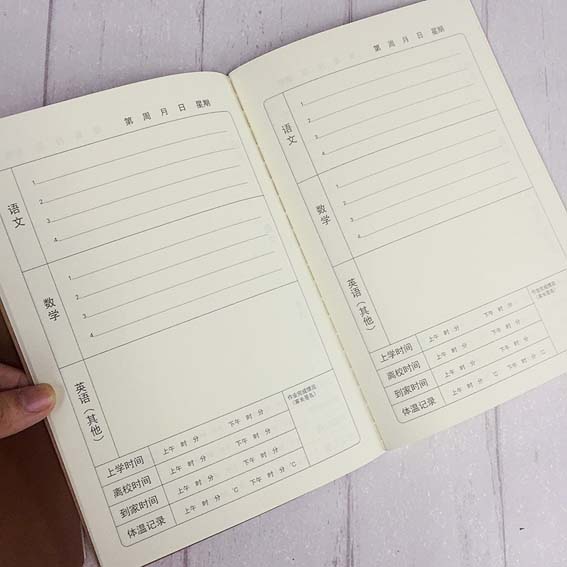 第 周 月 日 星期
语文
1.
2.
3.
4.
数学
1.
2.
3.
4.
英语（其他）
作业完成情况
（家长签名）
上学时间 上午 时 分 下午 时 分
离校时间 上午 时 分 下午 时 分
到家时间 上午 时 分 下午 时 分
体温记录 上午 时 分 ℃ 下午 时 分 ℃
第 周 月 日 星期
语文
1.
2.
3.
4.
数学
1.
2.
3.
4.
英语（其他）
作业完成情况
（家长签名）
上学时间 上午 时 分 下午 时 分
离校时间 上午 时 分 下午 时 分
到家时间 上午 时 分 下午 时 分
体温记录 上午 时 分 ℃ 下午 时 分 ℃